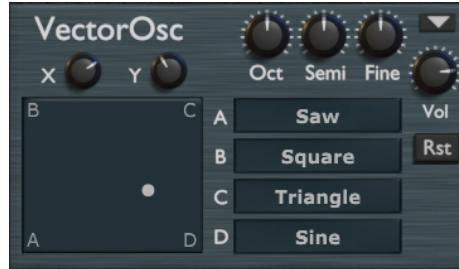 VectorOsc
X Y Oct Semi Fine
Vol
B C A Saw
B Square Rst
C Triangle
A D D Sine